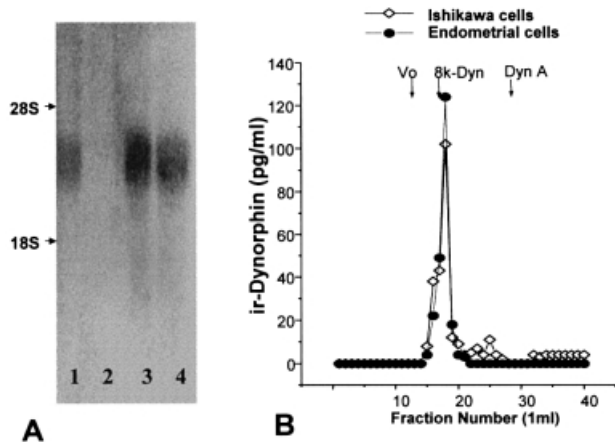 28S
18S
1 2 3 4
A
Ishikawa cells
Endometrial cells
Vo 8k-Dyn Dyn A
ir-Dynorphin (pg/ml)
140
120
100
80
60
40
20
0
10 20 30 40
Fraction Number (1ml)
B